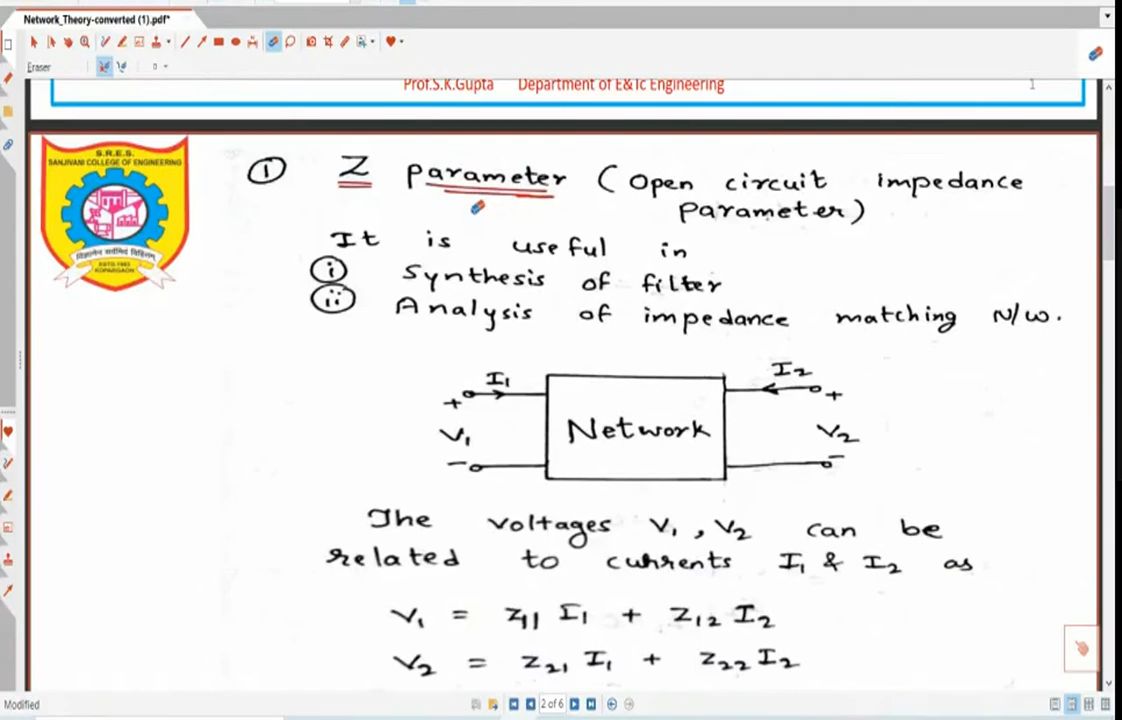 Network_Theory-converted (1).pdf*
Eraser
Prof.S.K.Gupta Department of E&Tc Engineering 1
S.R.E.S.
SANJIVANI COLLEGE OF ENGINEERING
KOPARGAON
① Z Parameter (Open circuit impedance
Parameter)
It is useful in
(i) Synthesis of filter
(ii) Analysis of impedance matching N/W.
I1 I2
+ +
V1 Network V2
- -
The voltages V1, V2 can be
related to currents I1 & I2 as
V1 = Z11 I1 + Z12 I2
V2 = Z21 I1 + Z22 I2
Modified 2 of 6